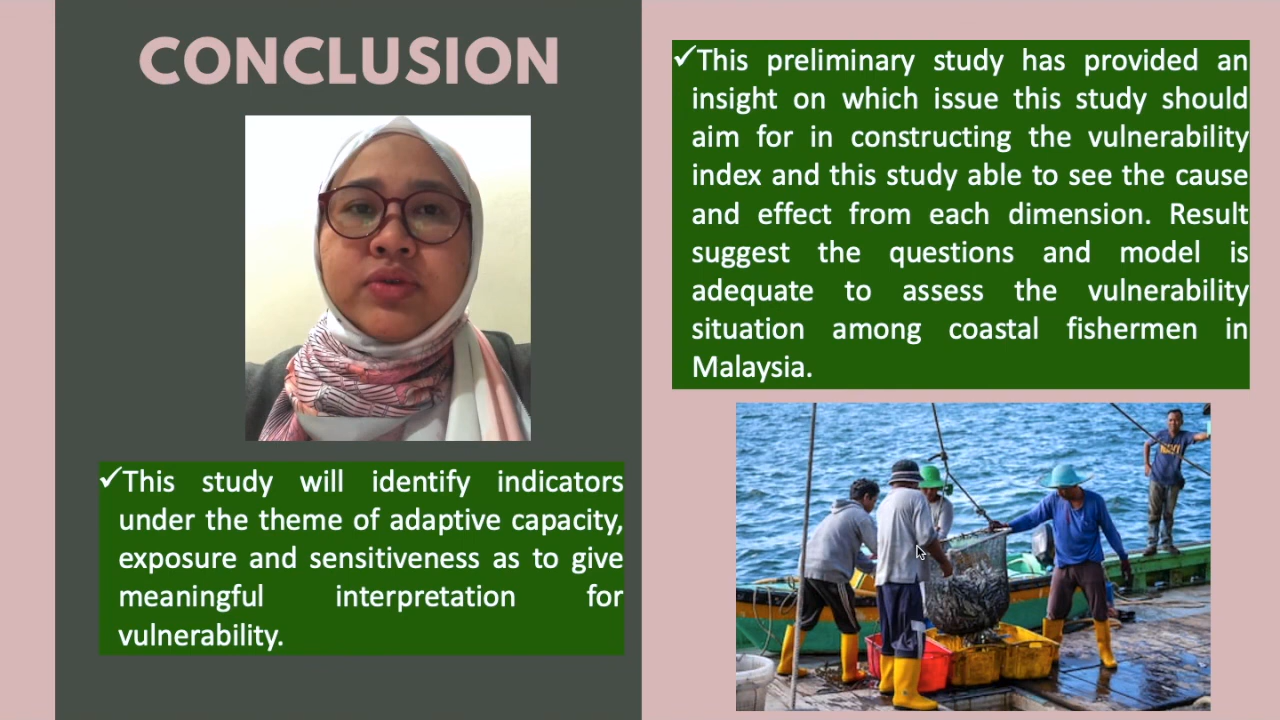 CONCLUSION
✓This study will identify indicators
under the theme of adaptive capacity,
exposure and sensitiveness as to give
meaningful interpretation for
vulnerability.
✓This preliminary study has provided an
insight on which issue this study should
aim for in constructing the vulnerability
index and this study able to see the cause
and effect from each dimension. Result
suggest the questions and model is
adequate to assess the vulnerability
situation among coastal fishermen in
Malaysia.